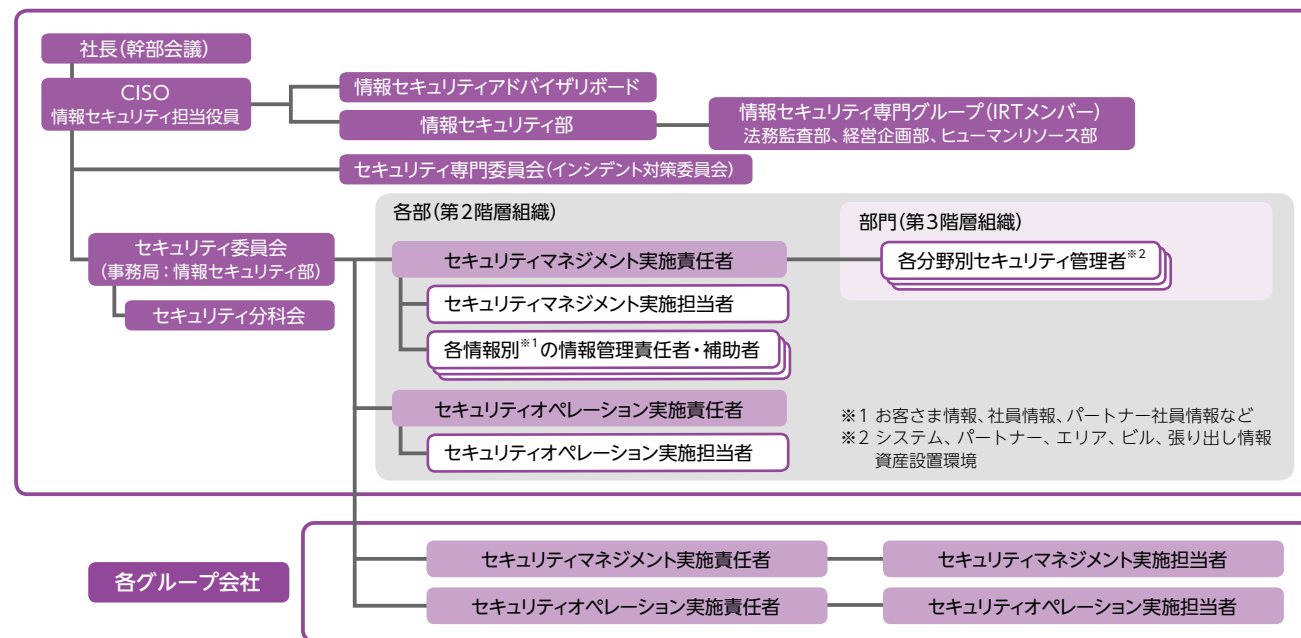 社長（幹部会議）
CISO
情報セキュリティ担当役員
情報セキュリティアドバイザリボード
情報セキュリティ部
情報セキュリティ専門グループ（IRTメンバー）
法務監査部、経営企画部、ヒューマンリソース部
セキュリティ専門委員会（インシデント対策委員会）
セキュリティ委員会
（事務局：情報セキュリティ部）
セキュリティ分科会
各部（第2階層組織）
セキュリティマネジメント実施責任者
セキュリティマネジメント実施担当者
各情報別※1の情報管理責任者・補助者
セキュリティオペレーション実施責任者
セキュリティオペレーション実施担当者
部門（第3階層組織）
各分野別セキュリティ管理者※2
※1 お客さま情報、社員情報、パートナー社員情報など
※2 システム、パートナー、エリア、ビル、張り出し情報
資産設置環境
各グループ会社
セキュリティマネジメント実施責任者
セキュリティマネジメント実施担当者
セキュリティオペレーション実施責任者
セキュリティオペレーション実施担当者